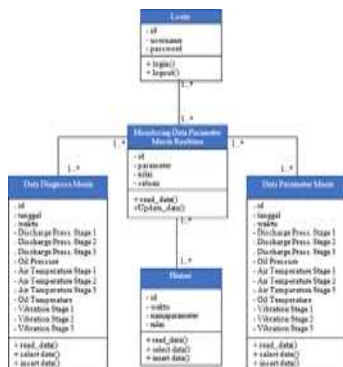 Login
- id
- username
- password
+ login()
+ logout()
1..*
1..*
Monitoring Data Parameter
Mesin Realtime
- id
- parameter
- nilai
- satuan
+ read_data()
+Update_data()
1..*
1..*
1..*
1..*
Data Diagnosa Mesin
- id
- tanggal
- waktu
- Discharge Press. Stage 1
- Discharge Press. Stage 2
- Discharge Press. Stage 3
- Oil Pressure
- Air Temperature Stage 1
- Air Temperature Stage 2
- Air Temperature Stage 3
- Oil Temperature
- Vibration Stage 1
- Vibration Stage 2
- Vibration Stage 3
+ read_data()
+ select data()
+ insert data()
1..*
1..*
Histori
- id
- waktu
- namaparameter
- nilai
+ read_data()
+ select data()
+ insert data()
Data Parameter Mesin
- id
- tanggal
- waktu
- Discharge Press. Stage 1
- Discharge Press. Stage 2
- Discharge Press. Stage 3
- Oil Pressure
- Air Temperature Stage 1
- Air Temperature Stage 2
- Air Temperature Stage 3
- Oil Temperature
- Vibration Stage 1
- Vibration Stage 2
- Vibration Stage 3
+ read_data()
+ select data()
+ insert data()